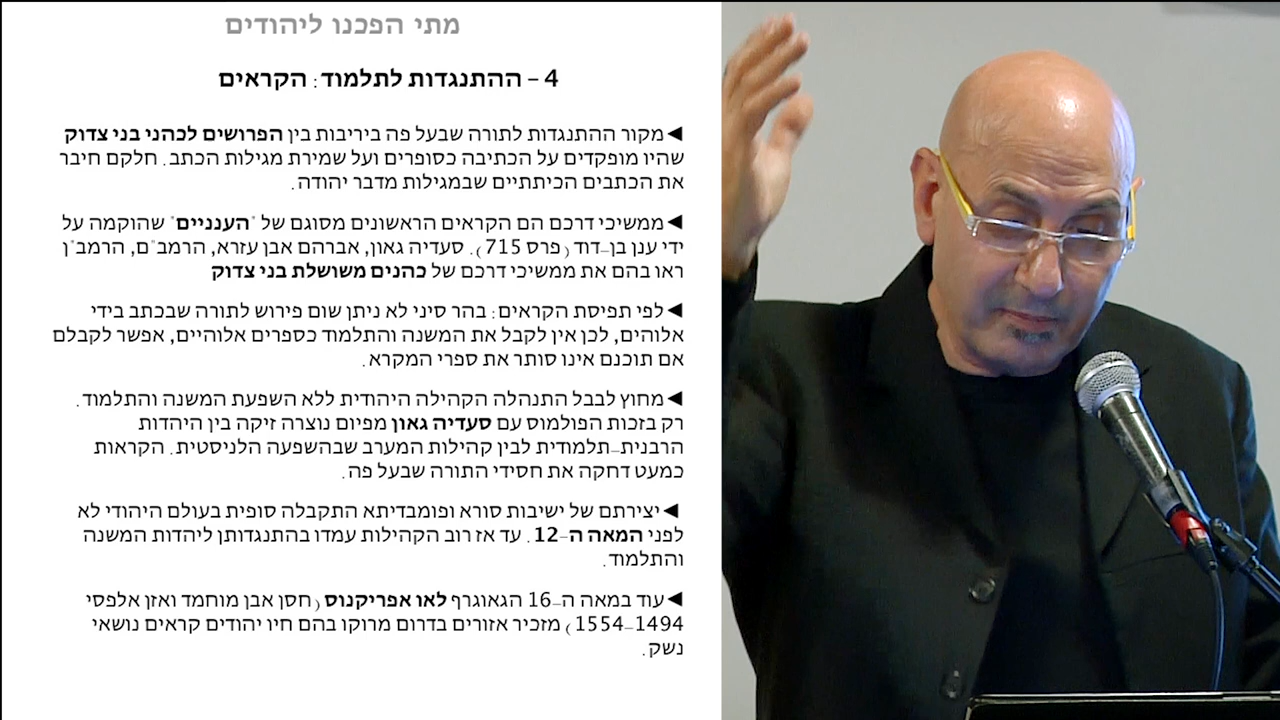 מתי הפכנו ליהודים
4 – ההתנגדות לתלמוד: הקראים
◄מקור ההתנגדות לתורה שבעל פה ביריבות בין הפרושים לכהני בני צדוק
שהיו מופקדים על הכתיבה כסופרים ועל שמירת מגילות הכתב. חלקם חיבר
את הכתבים הכיתתיים שבמגילות מדבר יהודה.
◄ממשיכי דרכם הם הקראים הראשונים מסוגם של "הענניים" שהוקמה על
ידי ענן בן–דוד (פרס 715). סעדיה גאון, אברהם אבן עזרא, הרמב"ם, הרמב"ן
ראו בהם את ממשיכי דרכם של כהנים משושלת בני צדוק
◄לפי תפיסת הקראים: בהר סיני לא ניתן שום פירוש לתורה שבכתב בידי
אלוהים, לכן אין לקבל את המשנה והתלמוד כספרים אלוהיים, אפשר לקבלם
אם תוכנם אינו סותר את ספרי המקרא.
◄מחוץ לבבל התנהלה הקהילה היהודית ללא השפעת המשנה והתלמוד.
רק בזכות הפולמוס עם סעדיה גאון מפיום נוצרה זיקה בין היהדות
הרבנית–תלמודית לבין קהילות המערב שבהשפעה הלניסטית. הקראות
כמעט דחקה את חסידי התורה שבעל פה.
◄יצירתם של ישיבות סורא ופומבדיתא התקבלה סופית בעולם היהודי לא
לפני המאה ה–12. עד אז רוב הקהילות עמדו בהתנגדותן ליהדות המשנה
והתלמוד.
◄עוד במאה ה–16 הגאוגרף לאו אפריקנוס (חסן אבן מוחמד ואזן אלפסי
1494–1554) מזכיר אזורים בדרום מרוקו בהם חיו יהודים קראים נושאי
נשק.